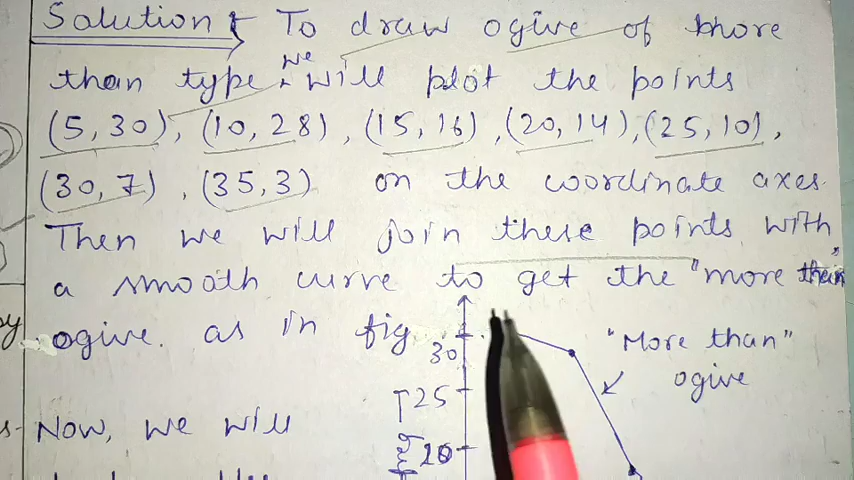 Solution :- To draw ogive of more
than type we will plot the points
(5, 30), (10, 28), (15, 16), (20, 14), (25, 10),
(30, 7), (35, 3) on the coordinate axes.
Then we will join these points with
a smooth curve to get the "more than"
ogive. as in fig
30
"More than"
ogive
25
20
Now, we will